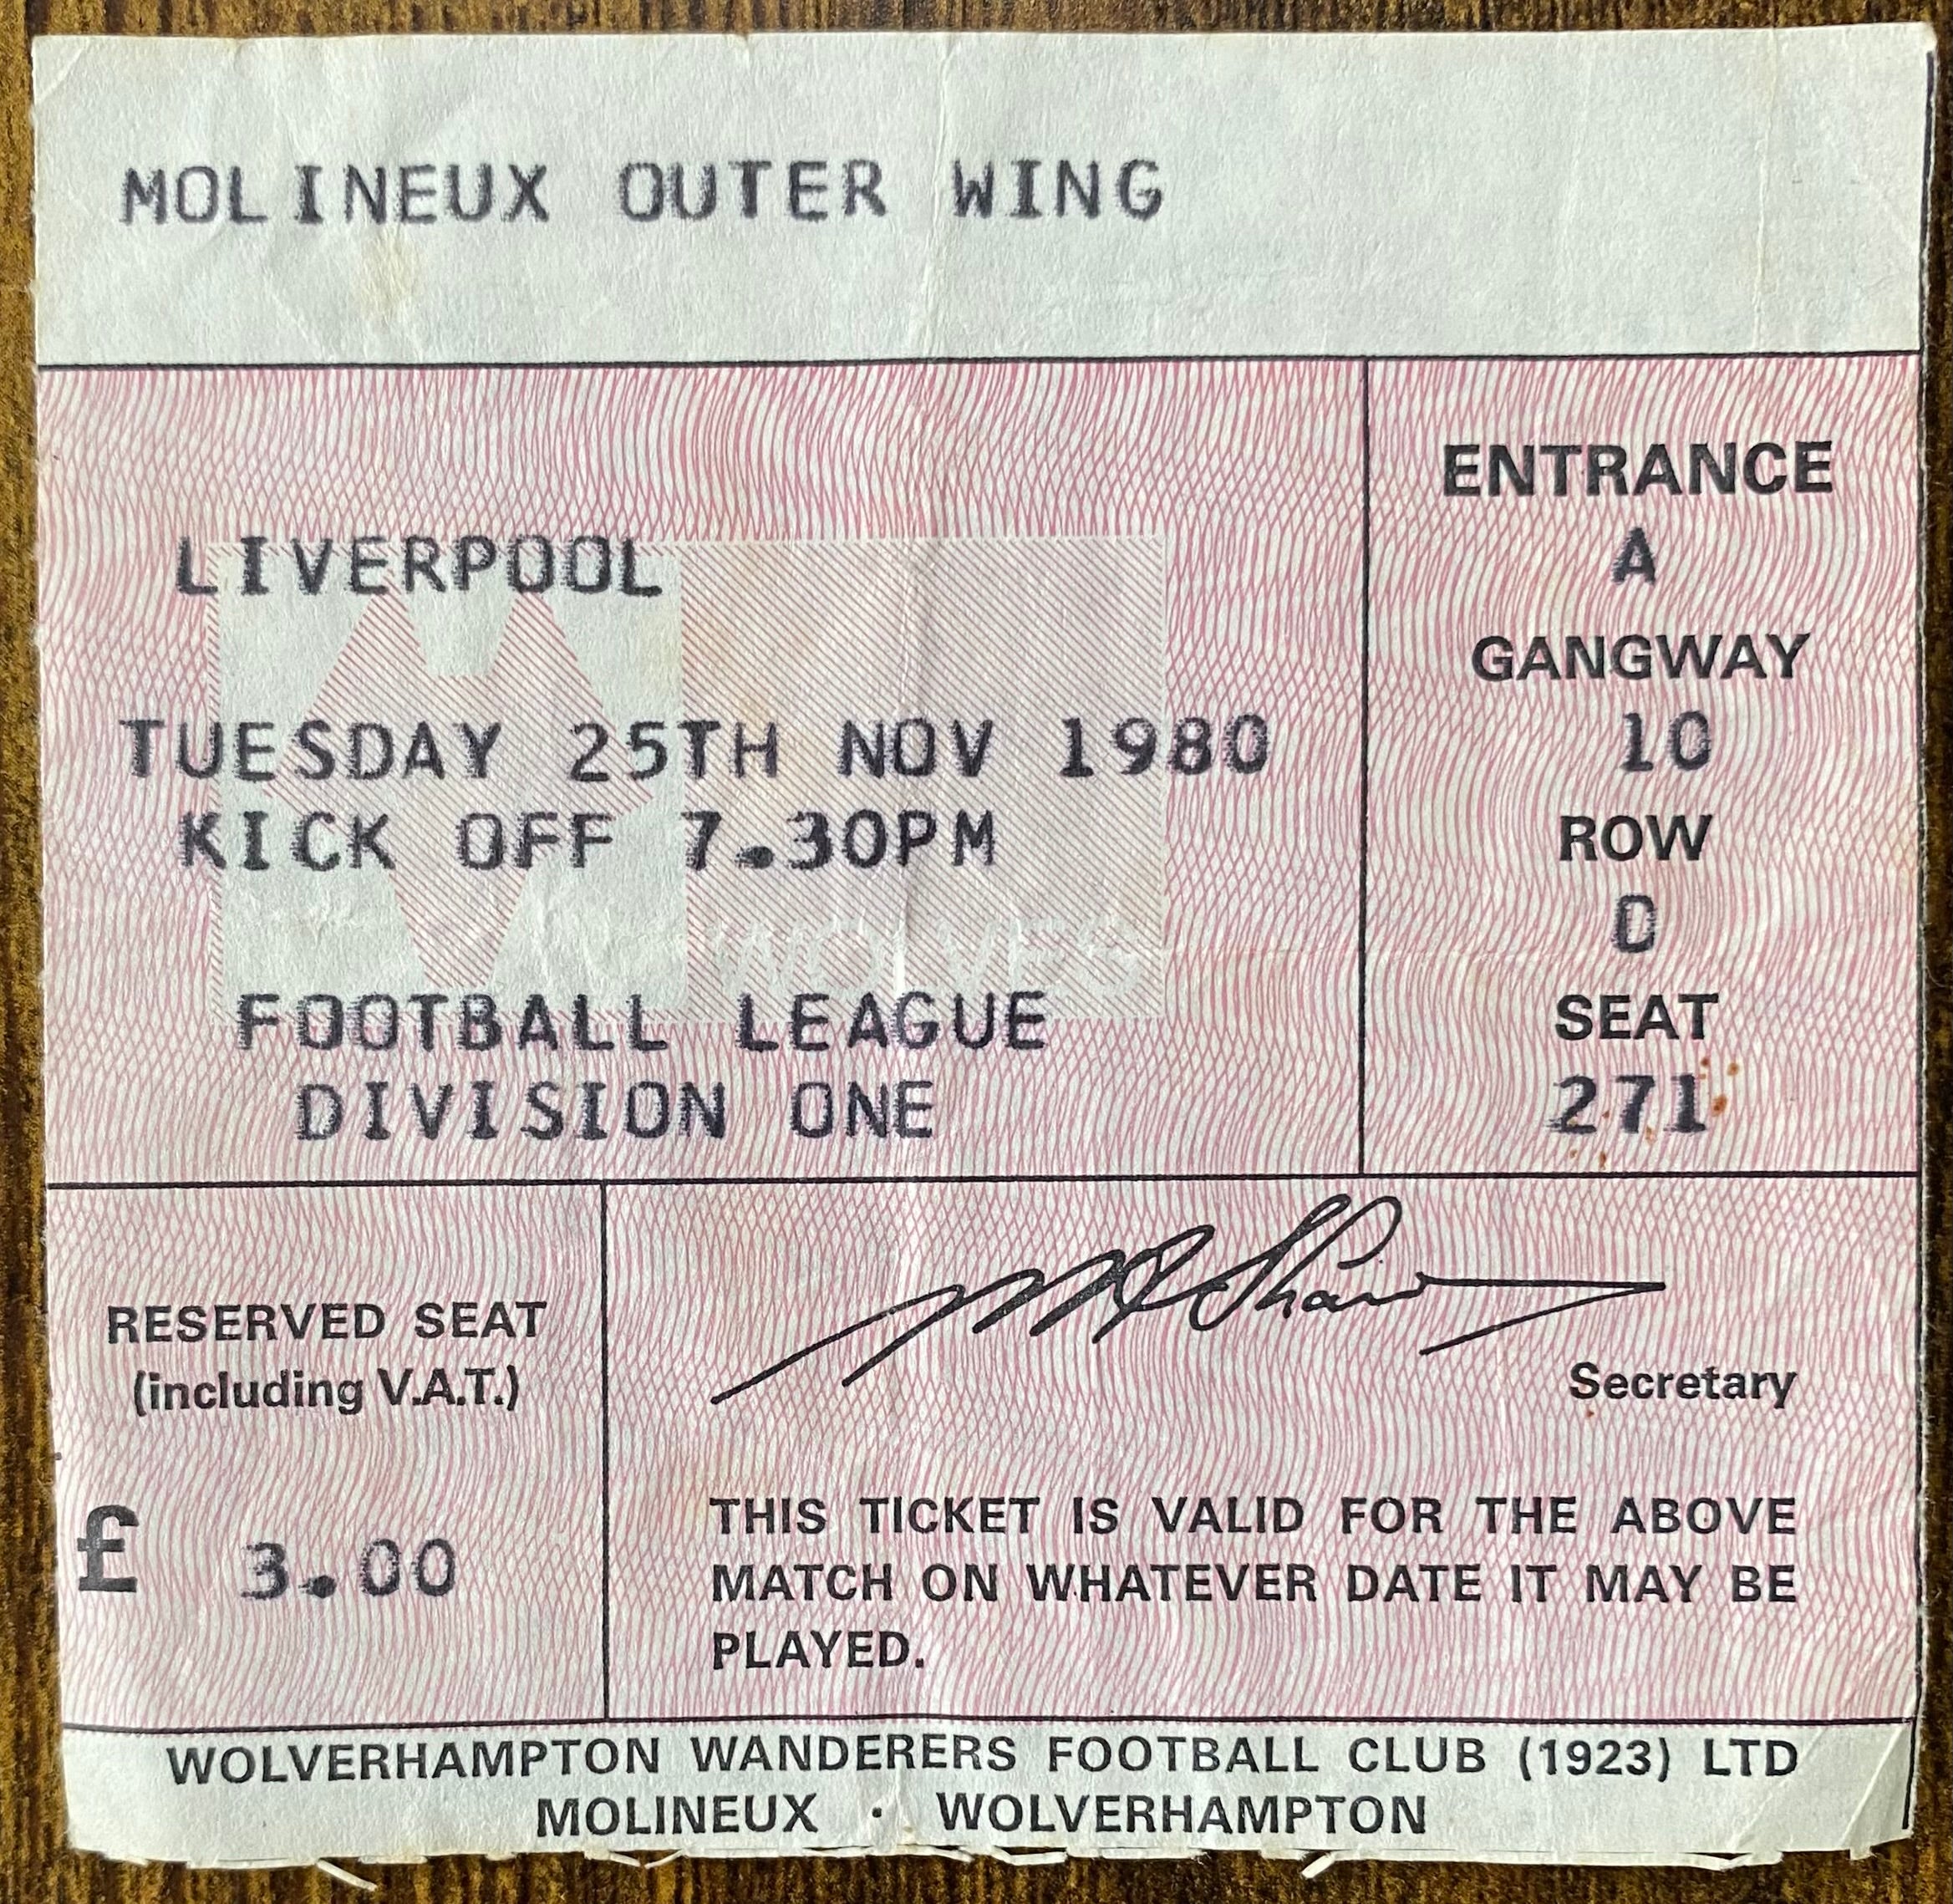 MOLINEUX OUTER WING
LIVERPOOL
TUESDAY 25TH NOV 1980
KICK OFF 7.30PM
WOLVES
FOOTBALL LEAGUE
DIVISION ONE
ENTRANCE
A
GANGWAY
10
ROW
D
SEAT
271
RESERVED SEAT
(including V.A.T.)
£ 3.00
Secretary
THIS TICKET IS VALID FOR THE ABOVE
MATCH ON WHATEVER DATE IT MAY BE
PLAYED.
WOLVERHAMPTON WANDERERS FOOTBALL CLUB (1923) LTD
MOLINEUX · WOLVERHAMPTON